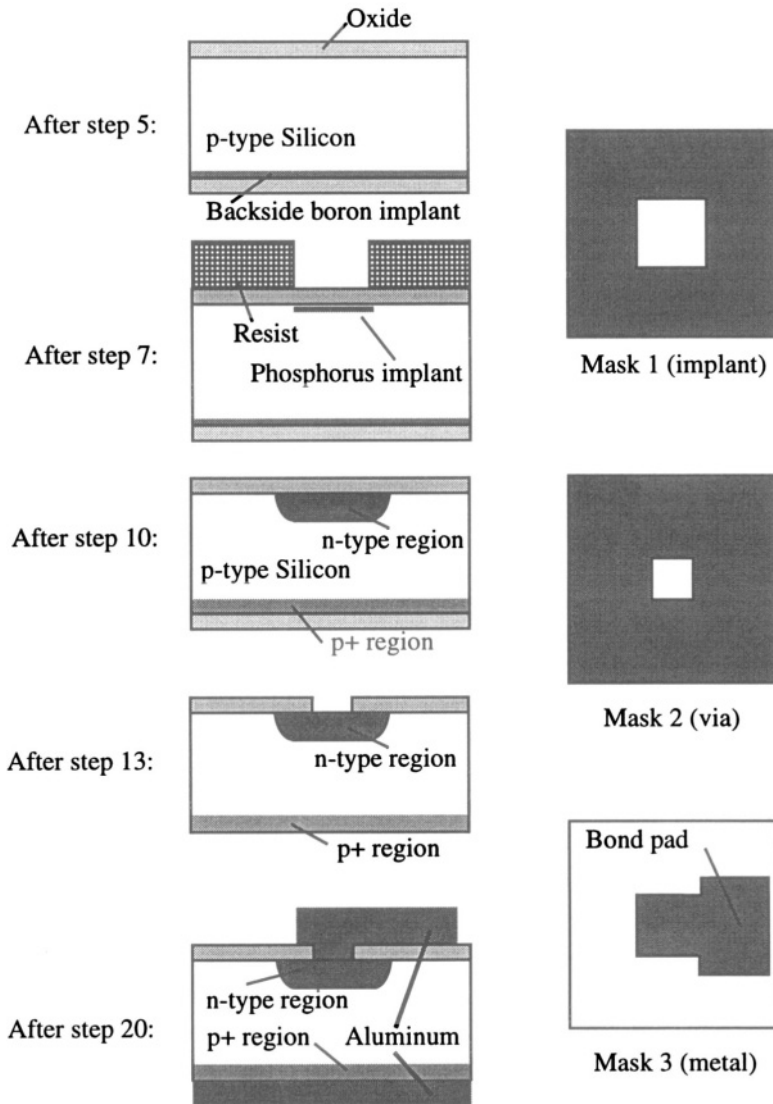 Oxide
After step 5:
p-type Silicon
Backside boron implant
Resist
After step 7:
Phosphorus implant
Mask 1 (implant)
After step 10:
n-type region
p-type Silicon
p+ region
Mask 2 (via)
After step 13:
n-type region
p+ region
Bond pad
n-type region
After step 20:
p+ region
Aluminum
Mask 3 (metal)